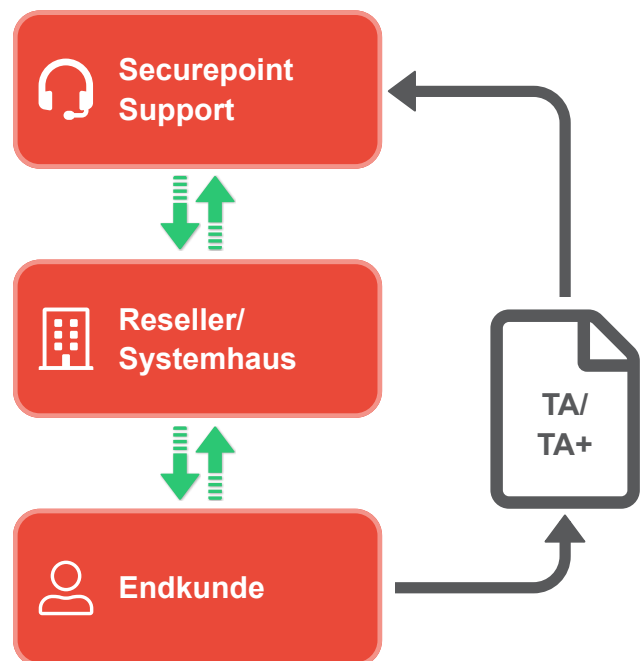 Securepoint
Support
Reseller/
Systemhaus
TA/
TA+
Endkunde